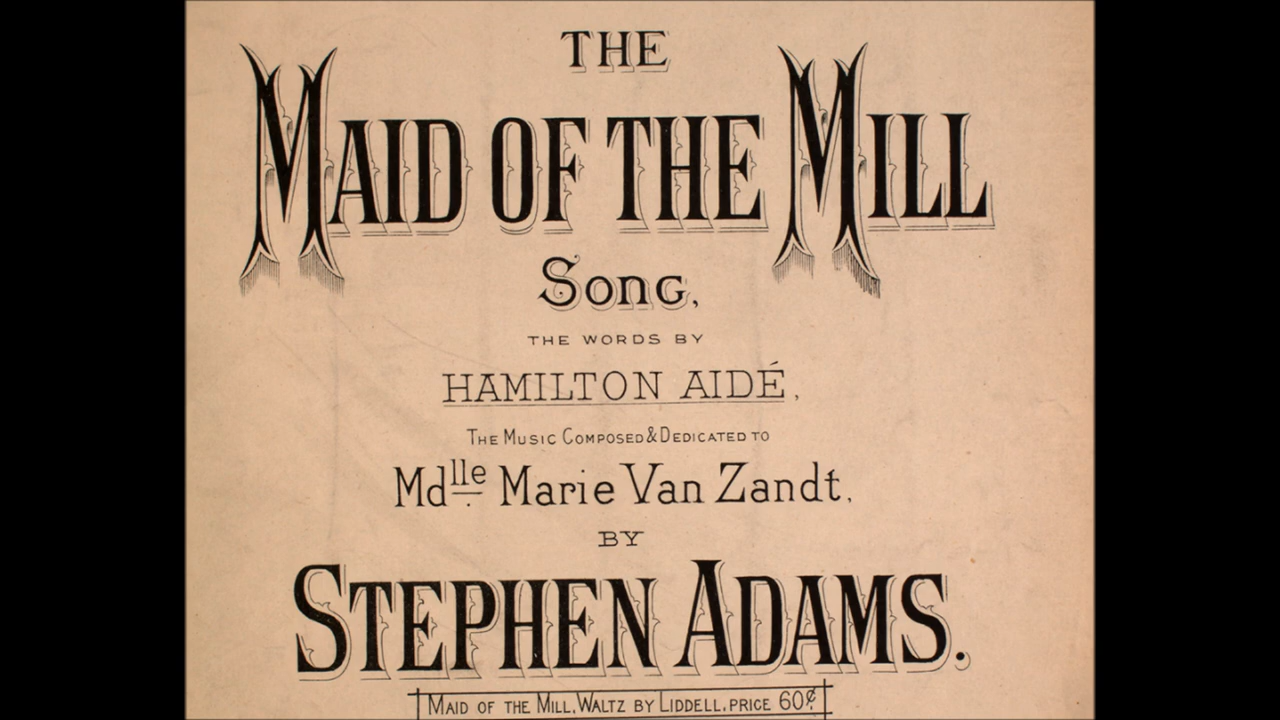 THE
MAID OF THE MILL
Song,
THE WORDS BY
HAMILTON AIDÉ,
THE MUSIC COMPOSED & DEDICATED TO
Mdlle Marie Van Zandt,
BY
STEPHEN ADAMS.
MAID OF THE MILL, WALTZ BY LIDDELL, PRICE 60¢